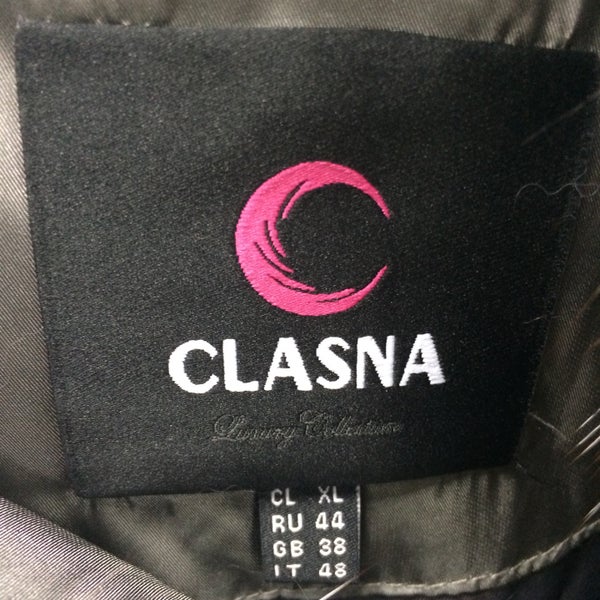 CLASNA
Luxury Collection
CL XL
RU 44
GB 38
IT 48